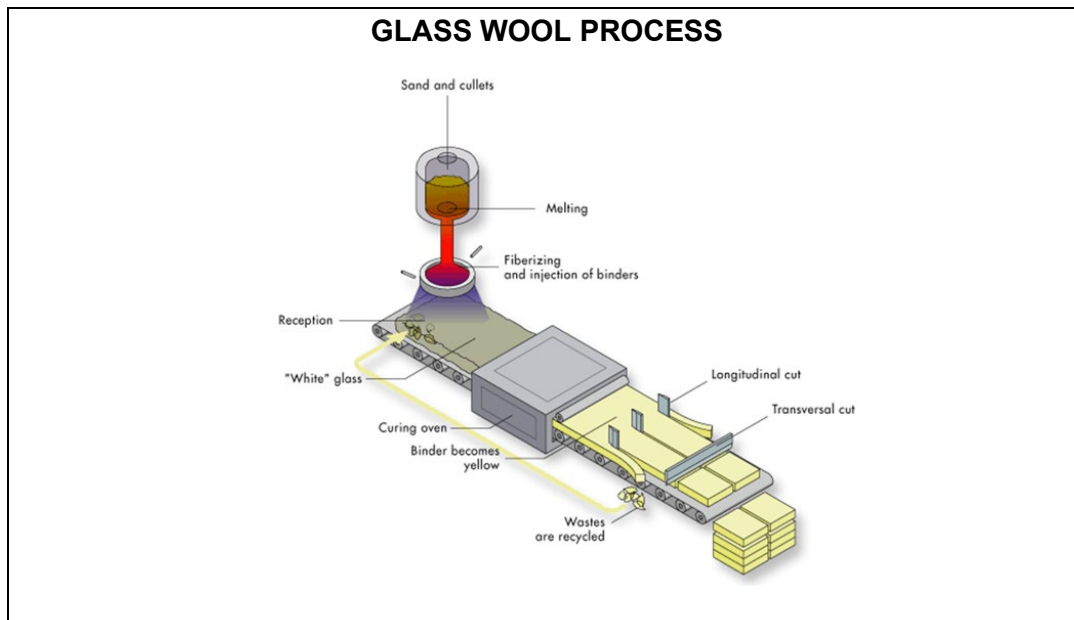 GLASS WOOL PROCESS
Sand and cullets
Melting
Fiberizing
and injection of binders
Reception
"White" glass
Longitudinal cut
Transversal cut
Curing oven
Binder becomes
yellow
Wastes
are recycled